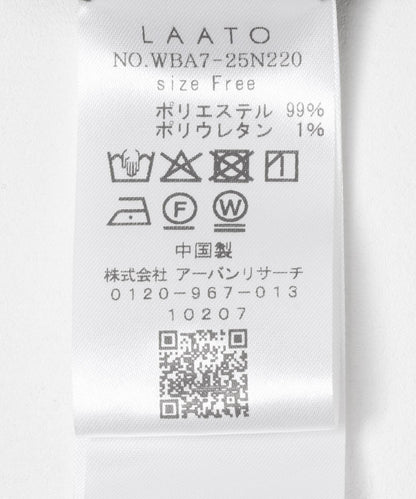 LAATO
NO.WBA7-25N220
size Free
ポリエステル 99%
ポリウレタン 1%
F W
中国製
株式会社 アーバンリサーチ
0120-967-013
10207